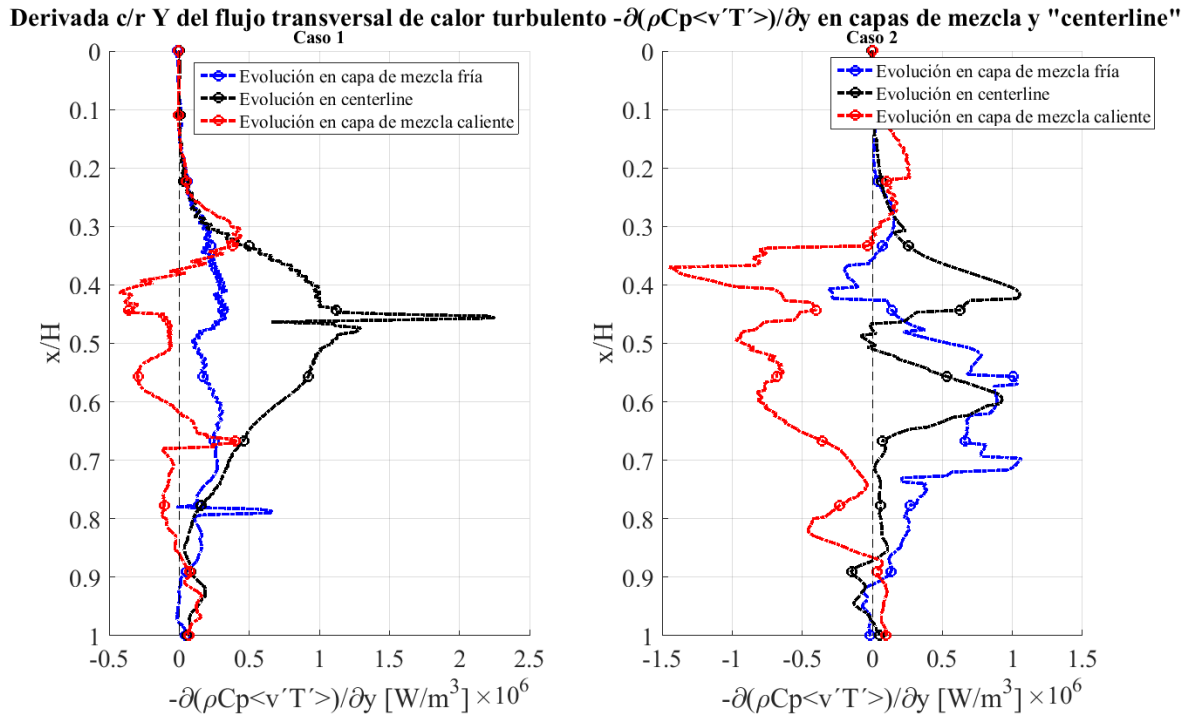 Derivada c/r Y del flujo transversal de calor turbulento -∂(ρCp<v´T´>)/∂y en capas de mezcla y "centerline"
Caso 1
Evolución en capa de mezcla fría
Evolución en centerline
Evolución en capa de mezcla caliente
0
0.1
0.2
0.3
0.4
0.5
0.6
0.7
0.8
0.9
1
x/H
-0.5
0
0.5
1
1.5
2
2.5
-∂(ρCp<v´T´>)/∂y [W/m³] ×10⁶
Caso 2
Evolución en capa de mezcla fría
Evolución en centerline
Evolución en capa de mezcla caliente
0
0.1
0.2
0.3
0.4
0.5
0.6
0.7
0.8
0.9
1
x/H
-1.5
-1
-0.5
0
0.5
1
1.5
-∂(ρCp<v´T´>)/∂y [W/m³] ×10⁶